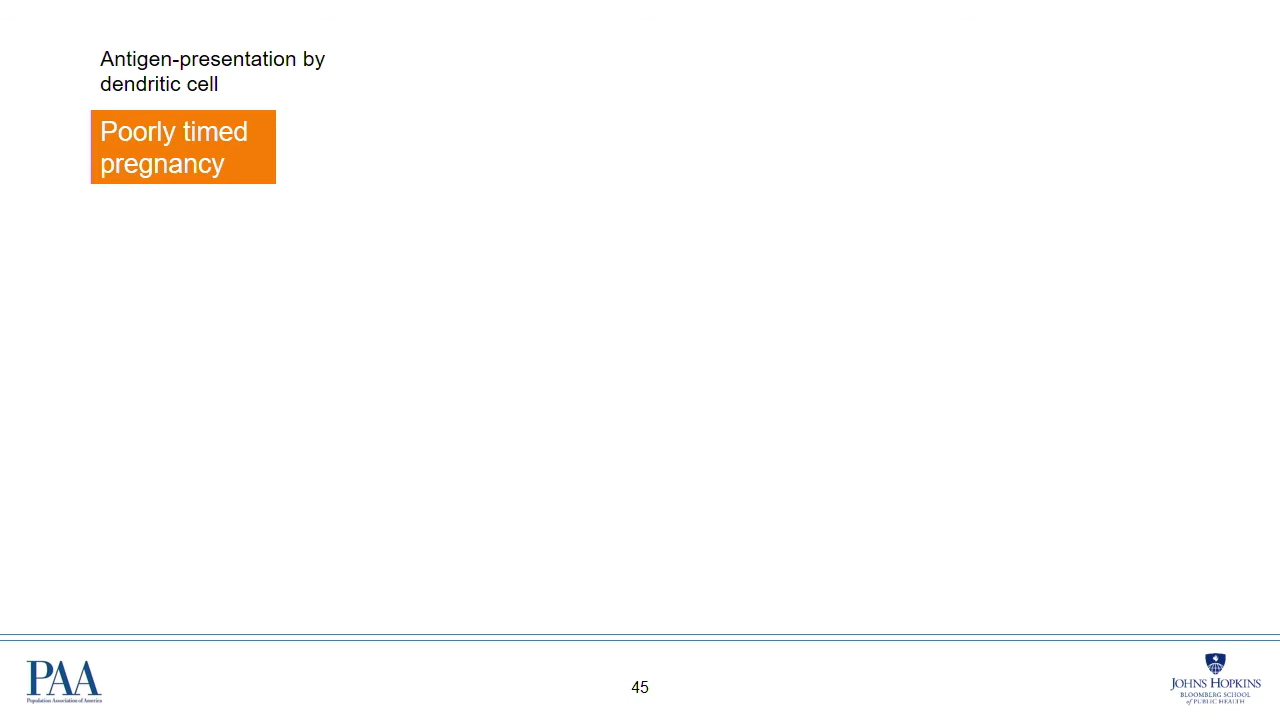 Antigen-presentation by
dendritic cell
Poorly timed
pregnancy
PAA
Population Association of America
45
JOHNS HOPKINS
BLOOMBERG SCHOOL
of PUBLIC HEALTH